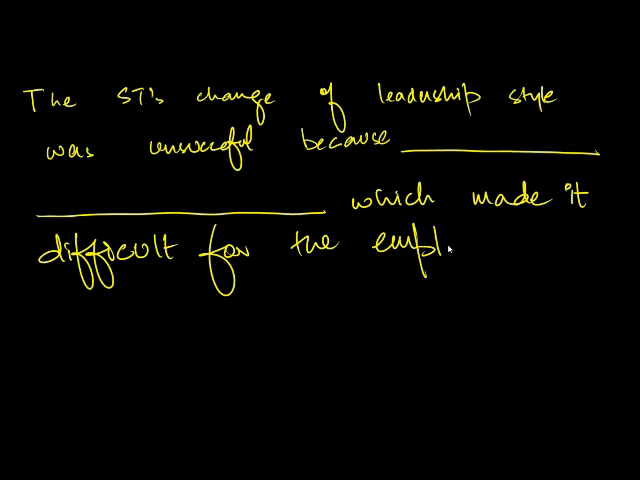 The ST's change of leadership style
was unsuccessful because
which made it
difficult for the empl